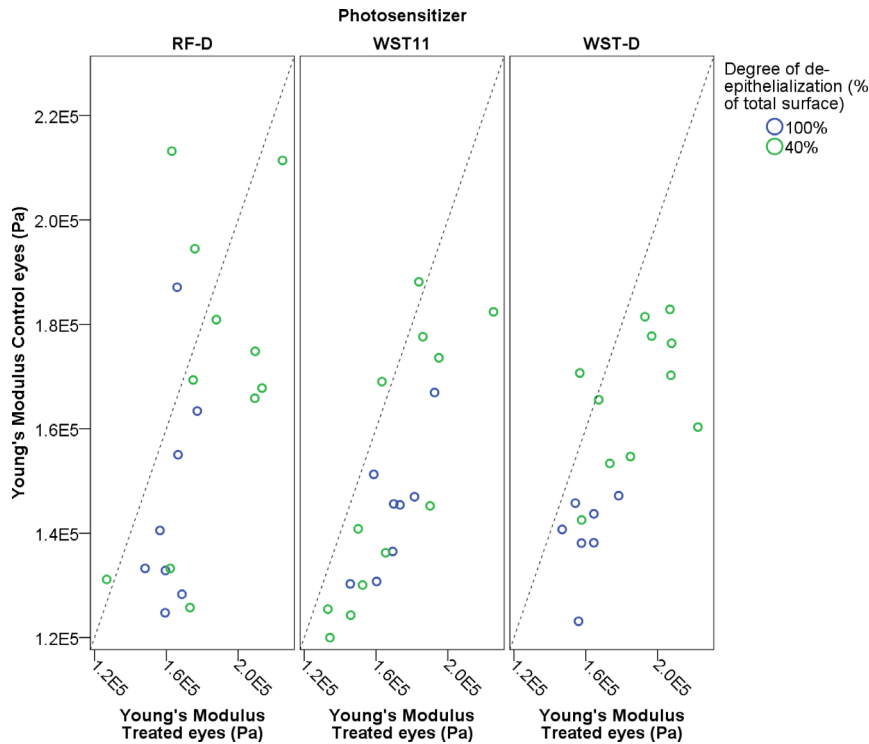 Photosensitizer
RF-D
WST11
WST-D
Degree of de-
epithelialization (%
of total surface)
100%
40%
Young's Modulus Control eyes (Pa)
2.2E5
2.0E5
1.8E5
1.6E5
1.4E5
1.2E5
1.2E5
1.6E5
2.0E5
1.2E5
1.6E5
2.0E5
1.2E5
1.6E5
2.0E5
Young's Modulus
Treated eyes (Pa)
Young's Modulus
Treated eyes (Pa)
Young's Modulus
Treated eyes (Pa)